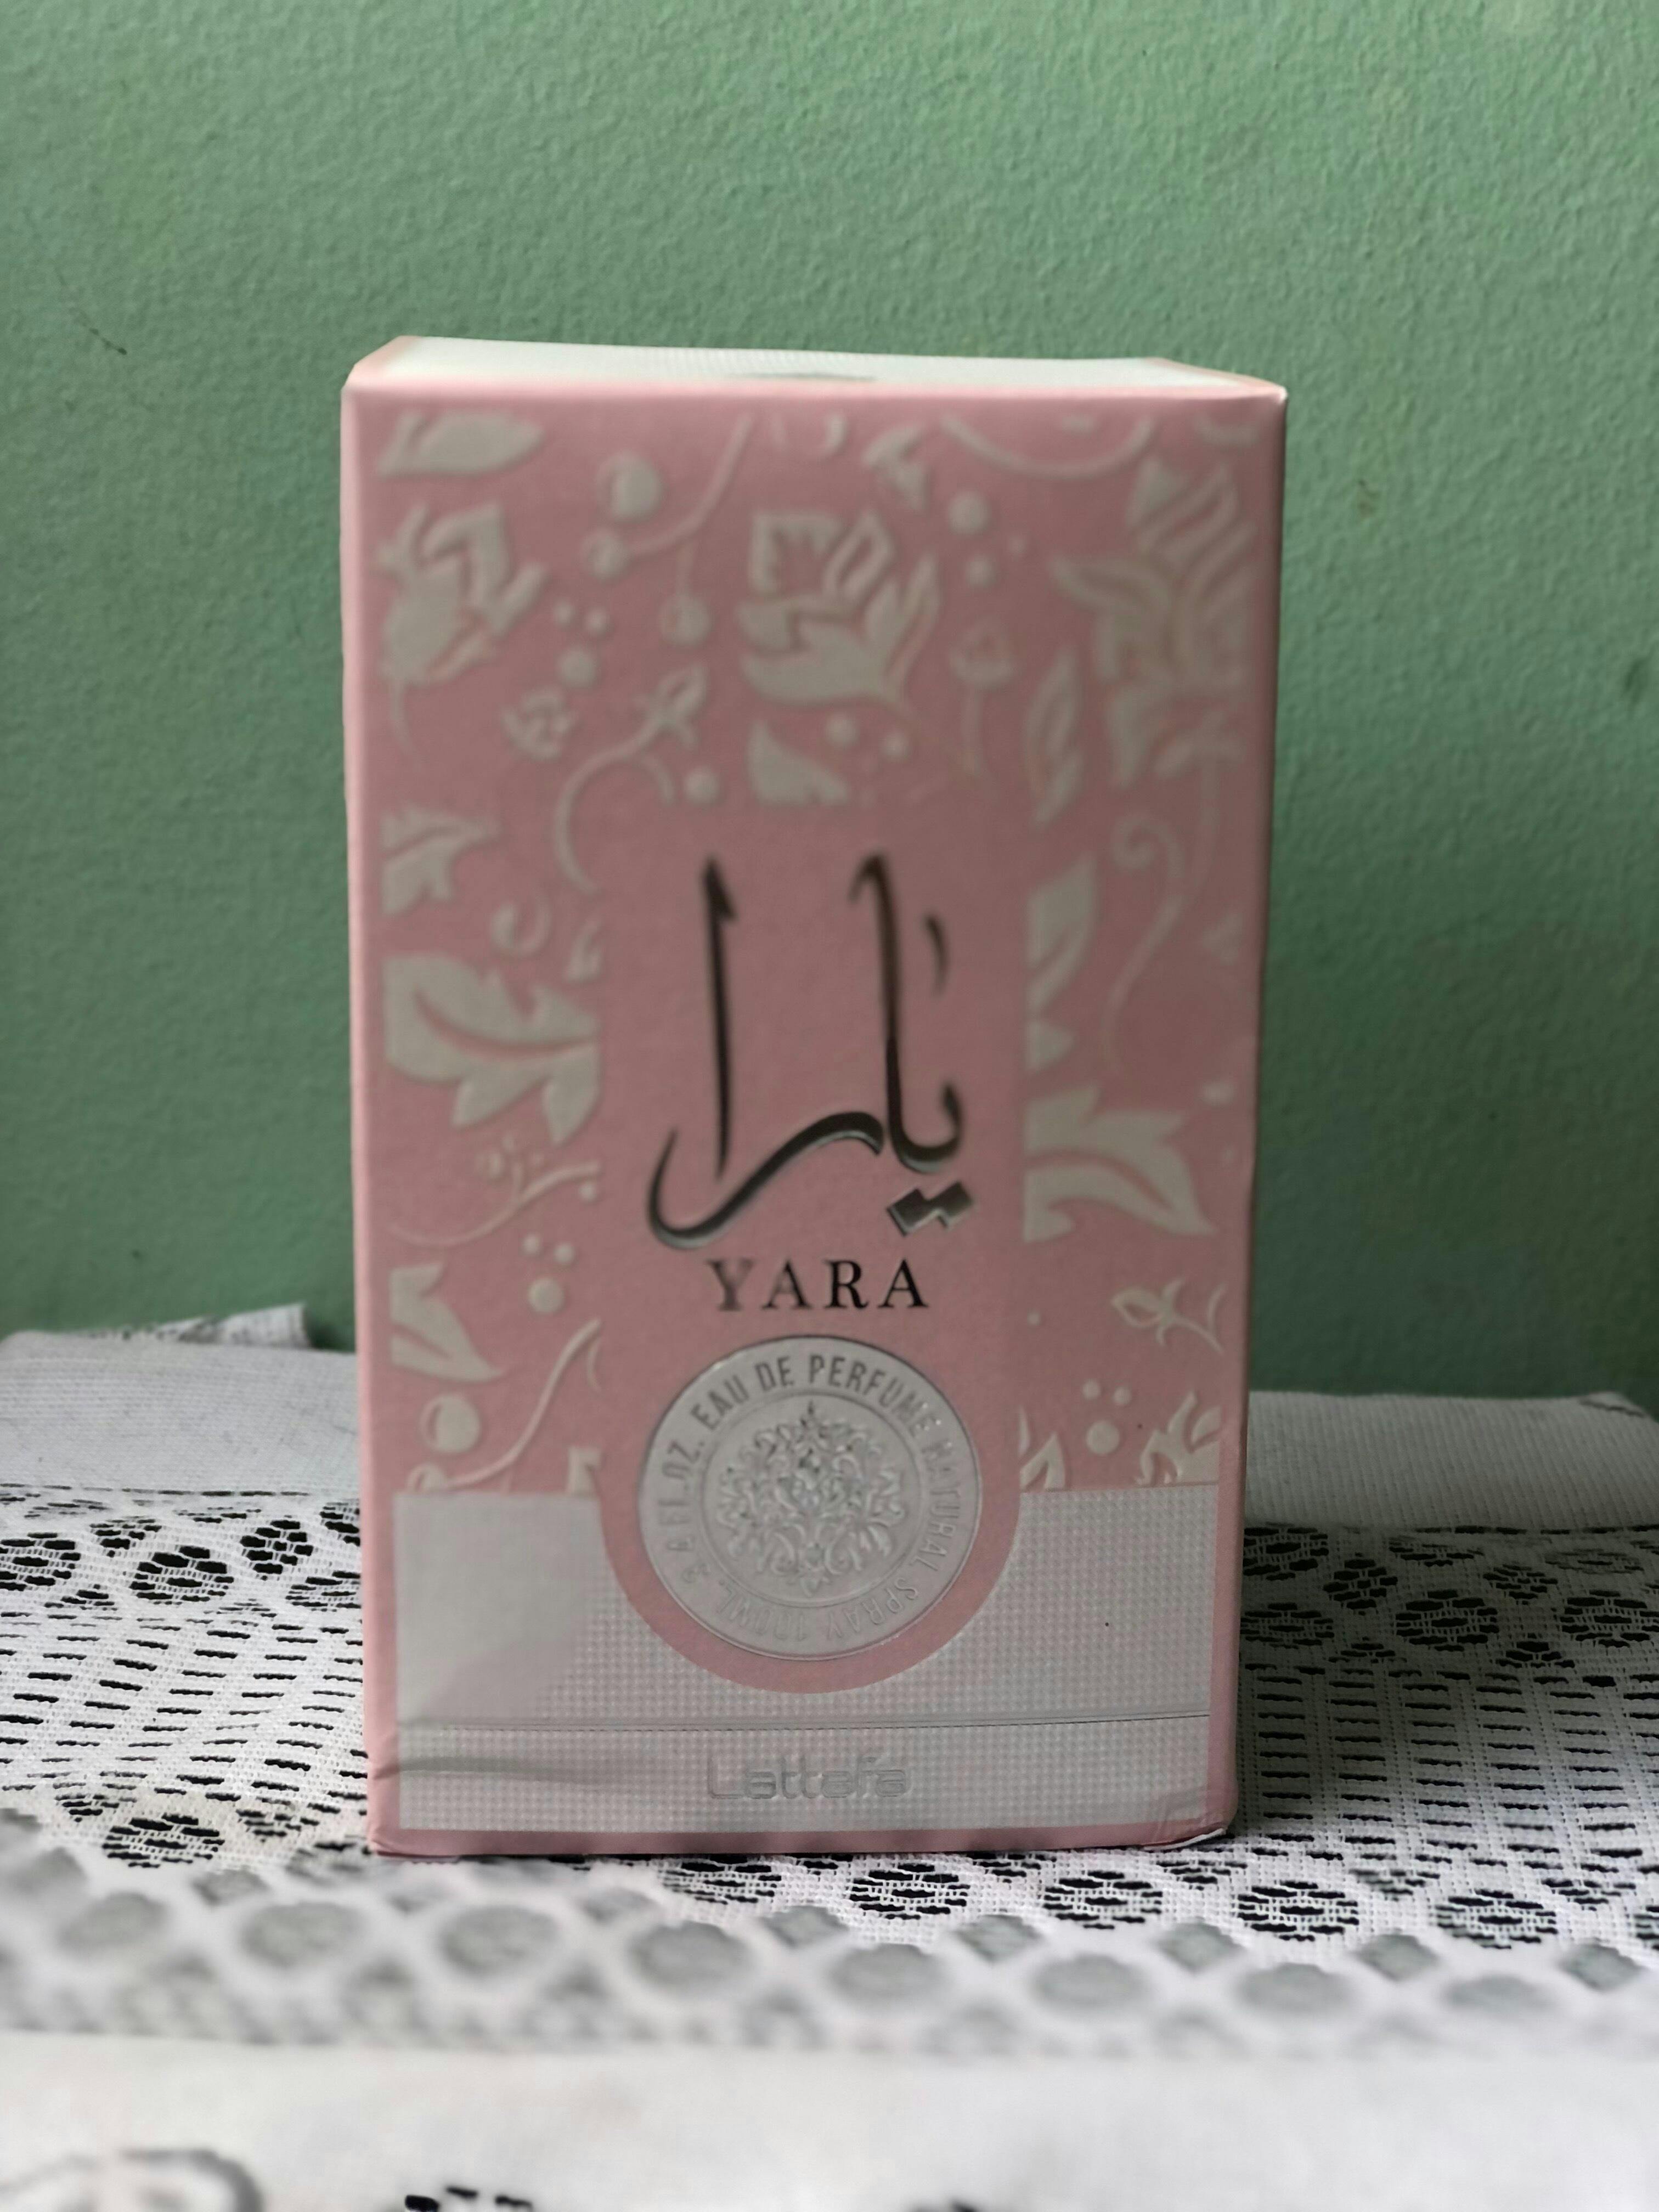 يارا
YARA
EAU DE PERFUME NATURAL SPRAY 100ML. 3.4 FL.OZ.
Lattafa